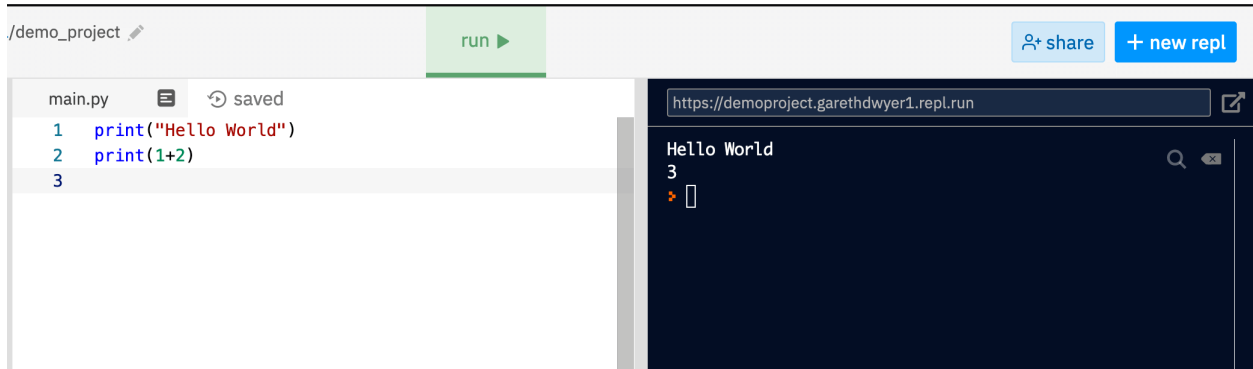 ./demo_project
run
share
+ new repl
main.py
saved
1 print("Hello World")
2 print(1+2)
3
https://demoproject.garethdwyer1.repl.run
Hello World
3
>